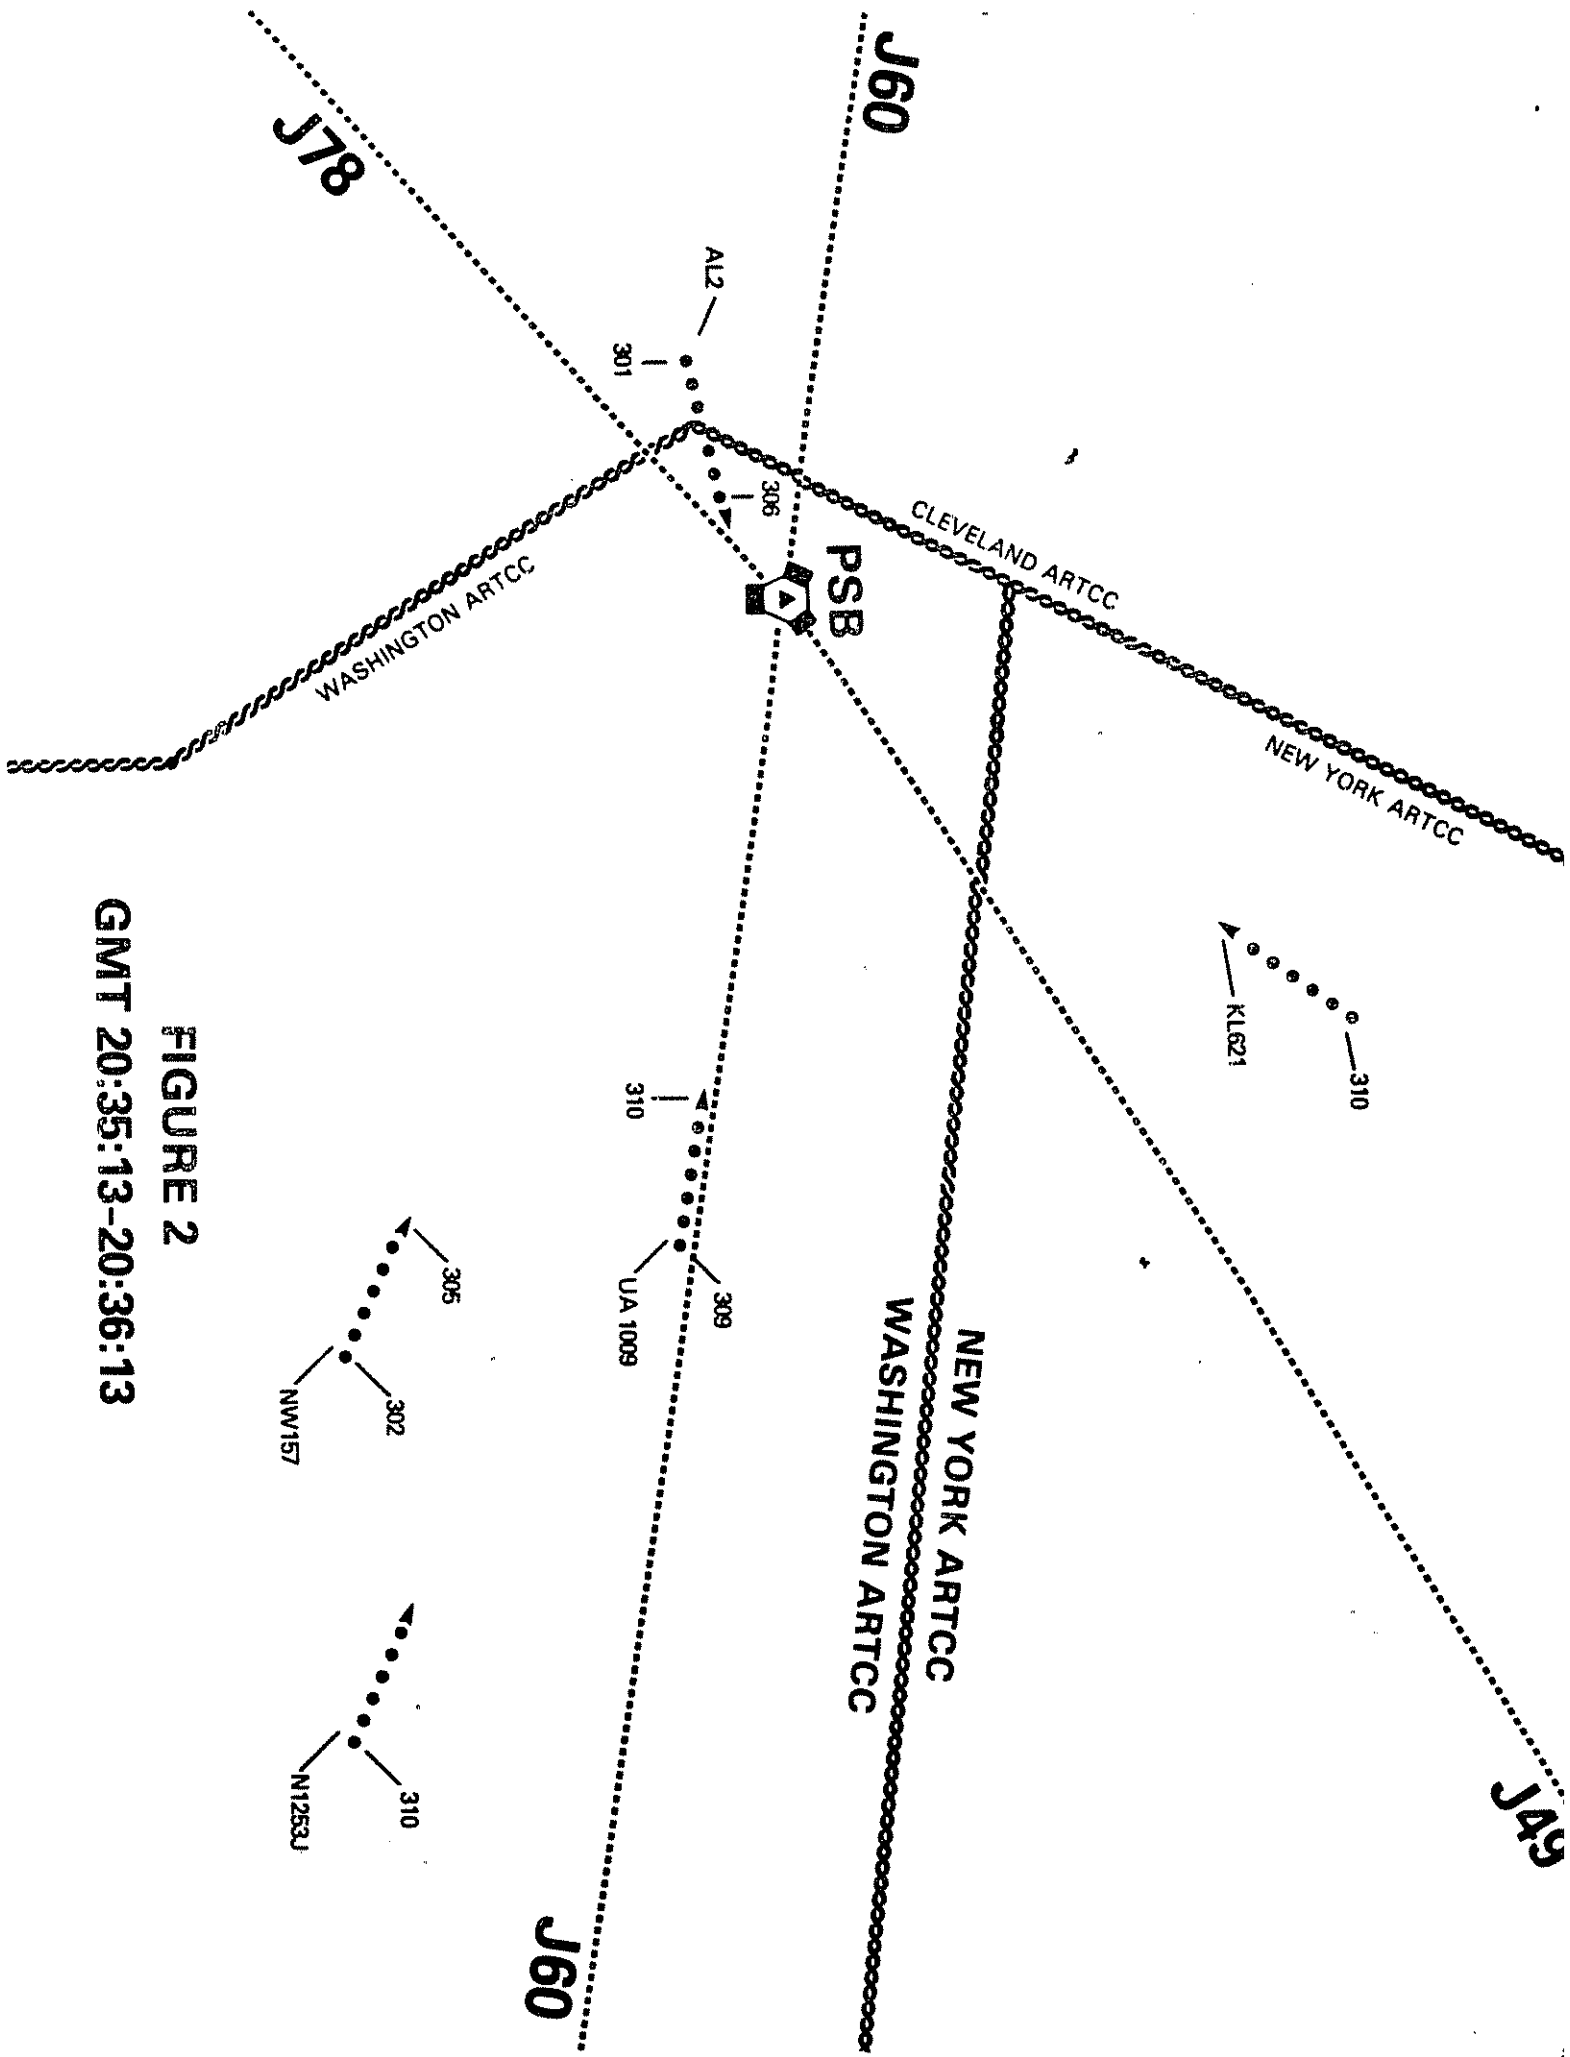 J49
310
KL621
NEW YORK ARTCC
CLEVELAND ARTCC
NEW YORK ARTCC
WASHINGTON ARTCC
J60
PSB
306
AL2
301
309
310
UA 1009
J60
WASHINGTON ARTCC
305
302
NW157
310
N1253J
J78
FIGURE 2
GMT 20:35:13-20:36:13